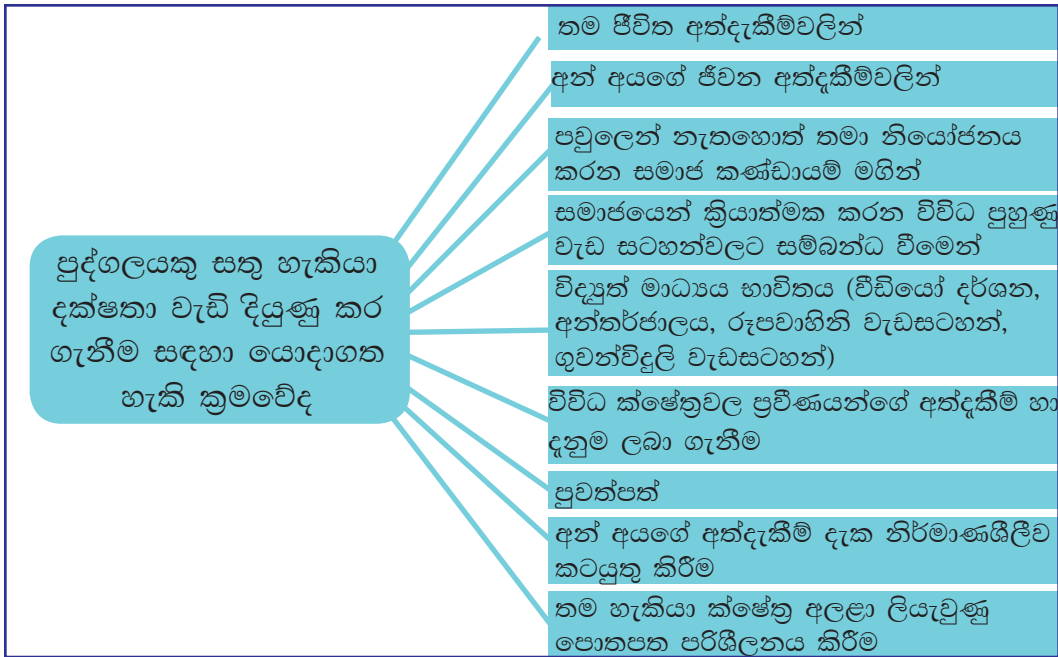 පුද්ගලයකු සතු හැකියා
දක්ෂතා වැඩි දියුණු කර
ගැනීම සඳහා යොදාගත
හැකි ක්‍රමවේද
තම ජීවිත අත්දැකීම්වලින්
අන් අයගේ ජීවන අත්දැකීම්වලින්
පවුලෙන් නැතහොත් තමා නියෝජනය
කරන සමාජ කණ්ඩායම් මගින්
සමාජයෙන් ක්‍රියාත්මක කරන විවිධ පුහුණු
වැඩ සටහන්වලට සම්බන්ධ වීමෙන්
විද්‍යුත් මාධ්‍යය භාවිතය (වීඩියෝ දර්ශන,
අන්තර්ජාලය, රූපවාහිනි වැඩසටහන්,
ගුවන්විදුලි වැඩසටහන්)
විවිධ ක්ෂේත්‍රවල ප්‍රවීණයන්ගේ අත්දැකීම් හා
දැනුම ලබා ගැනීම
පුවත්පත්
අන් අයගේ අත්දැකීම් දැක නිර්මාණශීලීව
කටයුතු කිරීම
තම හැකියා ක්ෂේත්‍ර අලළා ලියැවුණු
පොතපත පරිශීලනය කිරීම